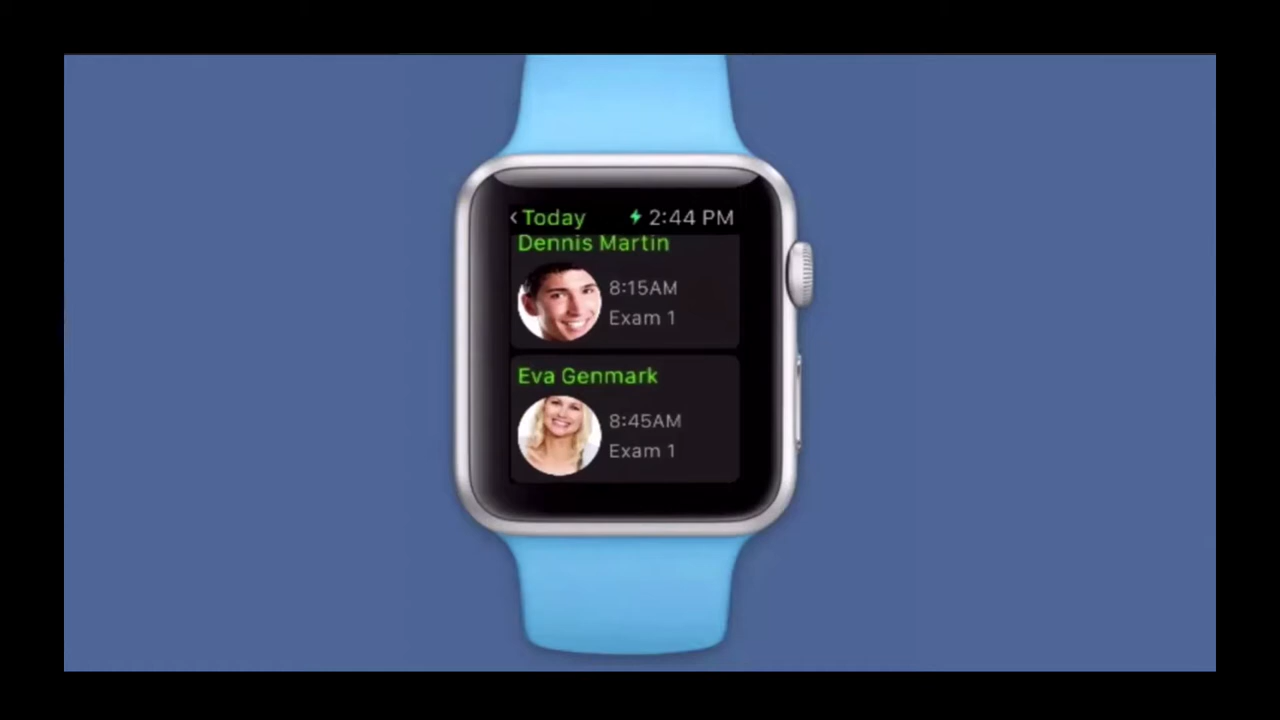 < Today 2:44 PM
Dennis Martin
8:15AM
Exam 1
Eva Genmark
8:45AM
Exam 1